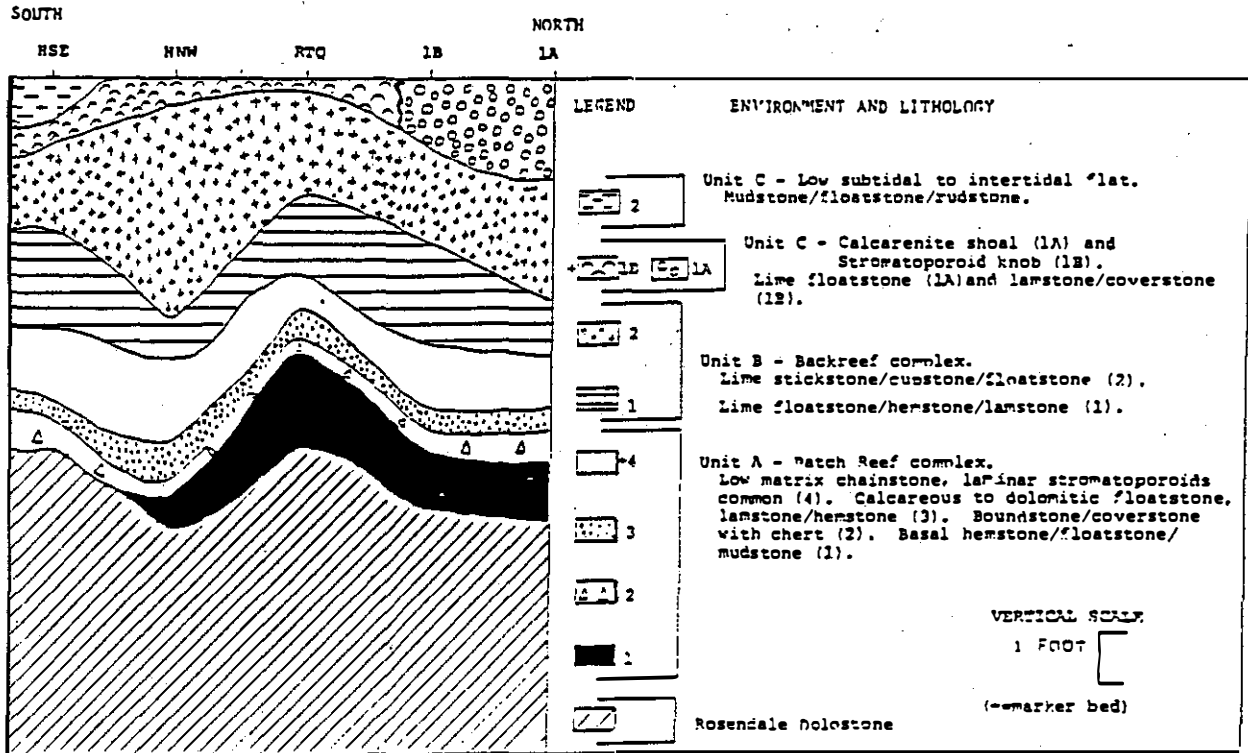 SOUTH
NORTH
HSE HNW RTQ 1B 1A
LEGEND ENVIRONMENT AND LITHOLOGY
2 Unit C - Low subtidal to intertidal flat.
Mudstone/floatstone/rudstone.
+ 1B 1A Unit C - Calcarenite shoal (1A) and
Stromatoporoid knob (1B).
Lime floatstone (1A)and lamstone/coverstone
(1B).
2
Unit B - Backreef complex.
Lime stickstone/cupstone/floatstone (2).
1 Lime floatstone/hemstone/lamstone (1).
+4 Unit A - Patch Reef complex.
Low matrix chainstone, laminar stromatoporoids
common (4). Calcareous to dolomitic floatstone,
3 lamstone/hemstone (3). Boundstone/coverstone
with chert (2). Basal hemstone/floatstone/
mudstone (1).
2
VERTICAL SCALE
1 FOOT
1
(+=marker bed)
Rosendale Dolostone